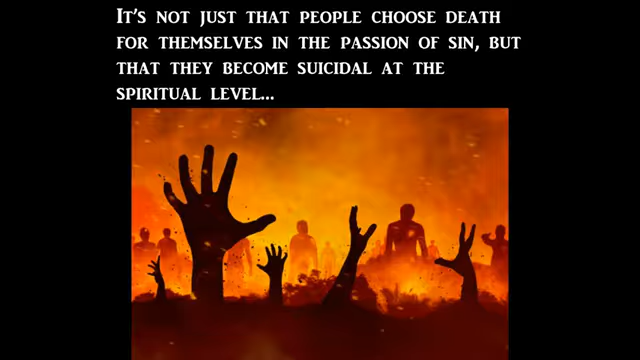 It's not just that people choose death
for themselves in the passion of sin, but
that they become suicidal at the
spiritual level...